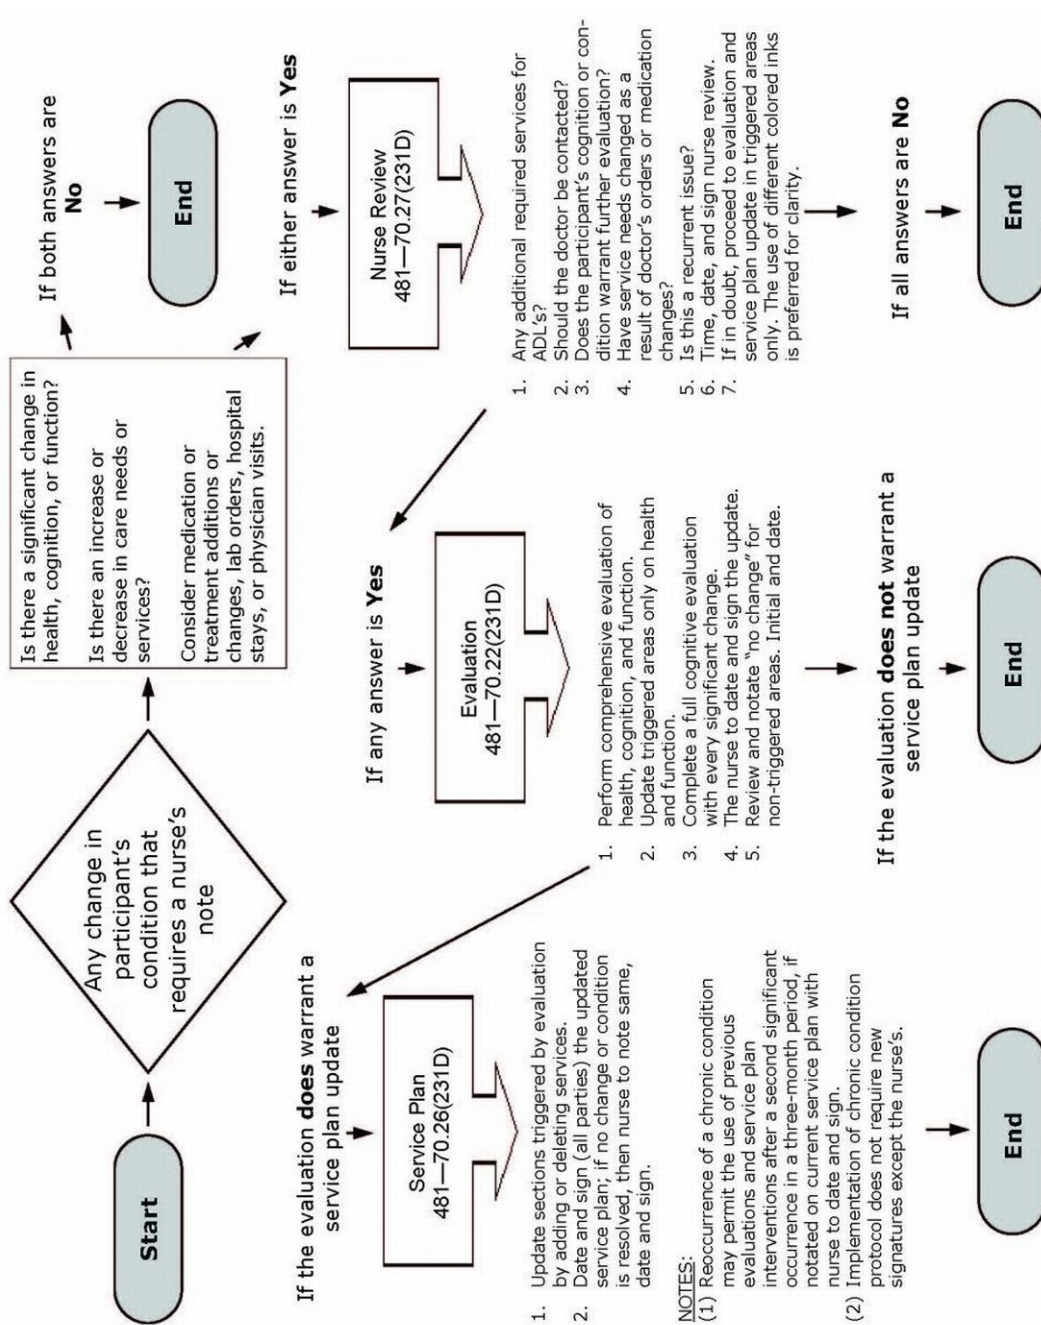 Start
Any change in
participant's
condition that
requires a nurse's
note
Is there a significant change in
health, cognition, or function?
Is there an increase or
decrease in care needs or
services?
Consider medication or
treatment additions or
changes, lab orders, hospital
stays, or physician visits.
If both answers are
No
End
If either answer is Yes
Nurse Review
481—70.27(231D)
1. Any additional required services for
ADL's?
2. Should the doctor be contacted?
3. Does the participant's cognition or con-
dition warrant further evaluation?
4. Have service needs changed as a
result of doctor's orders or medication
changes?
5. Is this a recurrent issue?
6. Time, date, and sign nurse review.
7. If in doubt, proceed to evaluation and
service plan update in triggered areas
only. The use of different colored inks
is preferred for clarity.
If all answers are No
End
If any answer is Yes
Evaluation
481—70.22(231D)
1. Perform comprehensive evaluation of
health, cognition, and function.
2. Update triggered areas only on health
and function.
3. Complete a full cognitive evaluation
with every significant change.
4. The nurse to date and sign the update.
5. Review and notate "no change" for
non-triggered areas. Initial and date.
If the evaluation does not warrant a
service plan update
End
If the evaluation does warrant a
service plan update
Service Plan
481—70.26(231D)
1. Update sections triggered by evaluation
by adding or deleting services.
2. Date and sign (all parties) the updated
service plan; if no change or condition
is resolved, then nurse to note same,
date and sign.
NOTES:
(1) Reoccurrence of a chronic condition
may permit the use of previous
evaluations and service plan
interventions after a second significant
occurrence in a three-month period, if
notated on current service plan with
nurse to date and sign.
(2) Implementation of chronic condition
protocol does not require new
signatures except the nurse's.
End